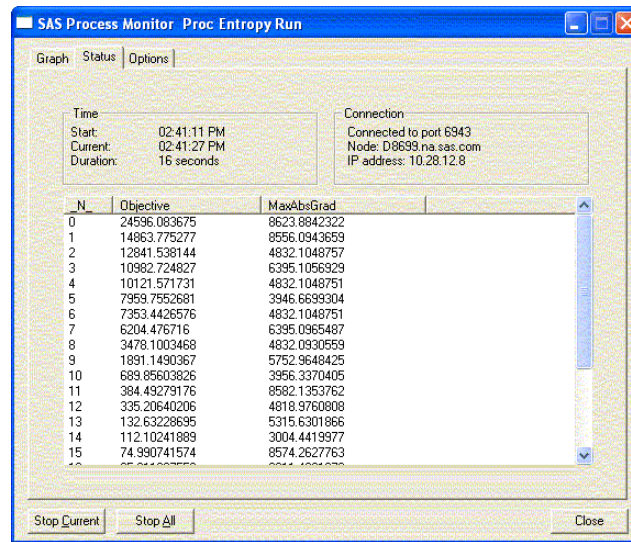 SAS Process Monitor Proc Entropy Run
Graph Status Options
Time
Start: 02:41:11 PM
Current: 02:41:27 PM
Duration: 16 seconds
Connection
Connected to port 6943
Node: D8699.na.sas.com
IP address: 10.28.12.8
_N_ Objective MaxAbsGrad
0 24596.083675 8623.8842322
1 14863.775277 8556.0943659
2 12841.538144 4832.1048757
3 10982.724827 6395.1056929
4 10121.571731 4832.1048751
5 7959.7552681 3946.6699304
6 7353.4426576 4832.1048751
7 6204.476716 6395.0965487
8 3478.1003468 4832.0930559
9 1891.1490367 5752.9648425
10 689.85603826 3956.3370405
11 384.49279176 8582.1353762
12 335.20640206 4818.9760808
13 132.63228695 5315.6301866
14 112.10241889 3004.4419977
15 74.990741574 8574.2627763
Stop Current Stop All Close